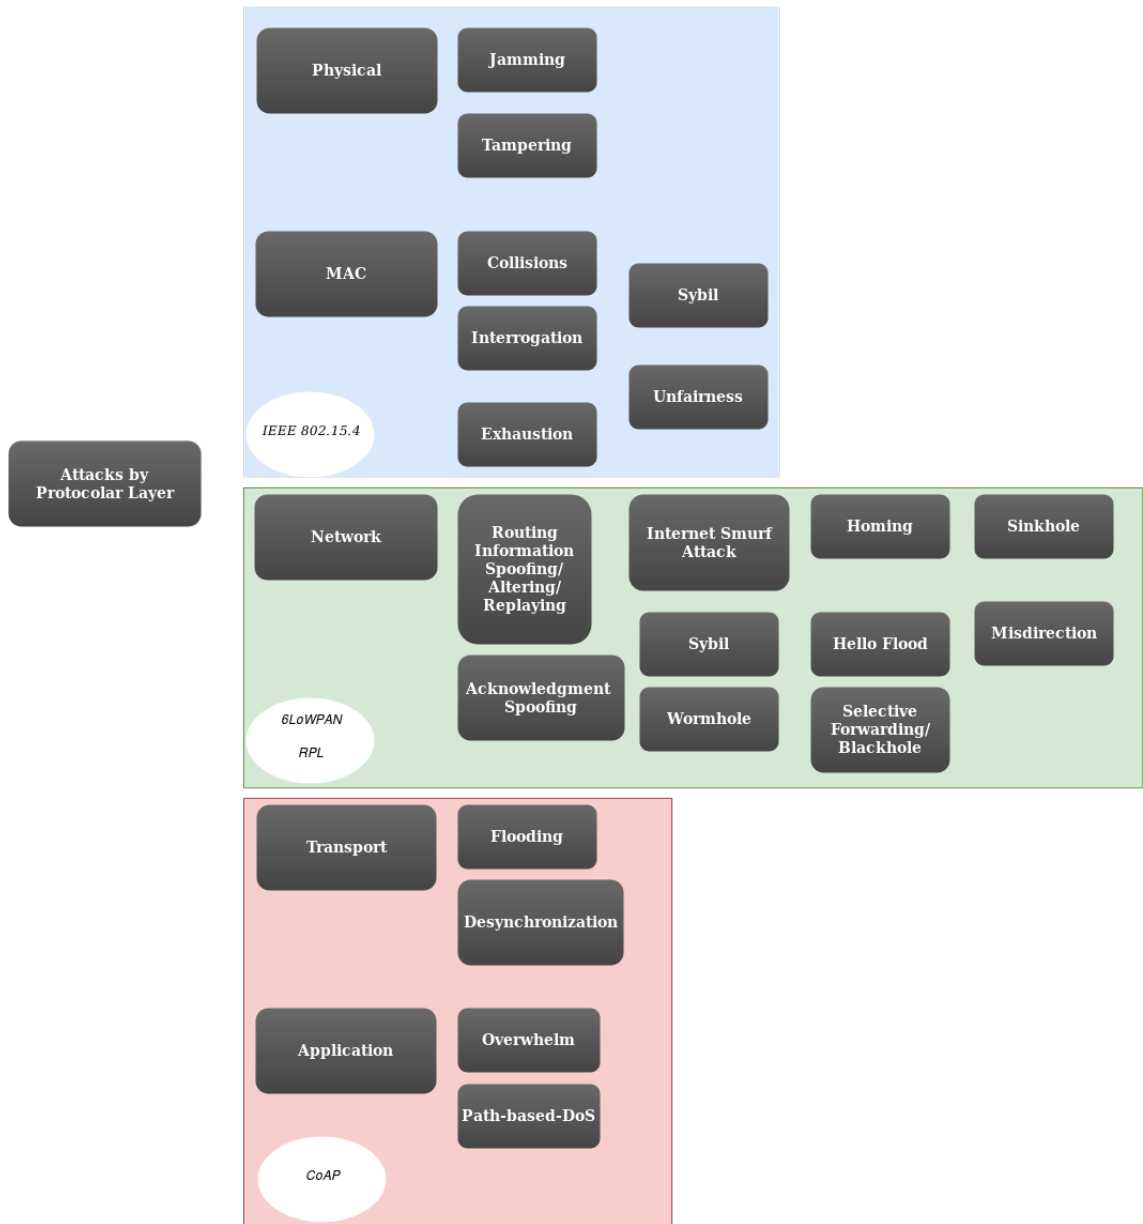 Physical
Jamming
Tampering
MAC
Collisions
Sybil
Interrogation
Unfairness
IEEE 802.15.4
Exhaustion
Attacks by
Protocolar Layer
Network
Routing
Information
Spoofing/
Altering/
Replaying
Internet Smurf
Attack
Homing
Sinkhole
Sybil
Hello Flood
Misdirection
Acknowledgment
Spoofing
Wormhole
Selective
Forwarding/
Blackhole
6LoWPAN
RPL
Transport
Flooding
Desynchronization
Application
Overwhelm
Path-based-DoS
CoAP